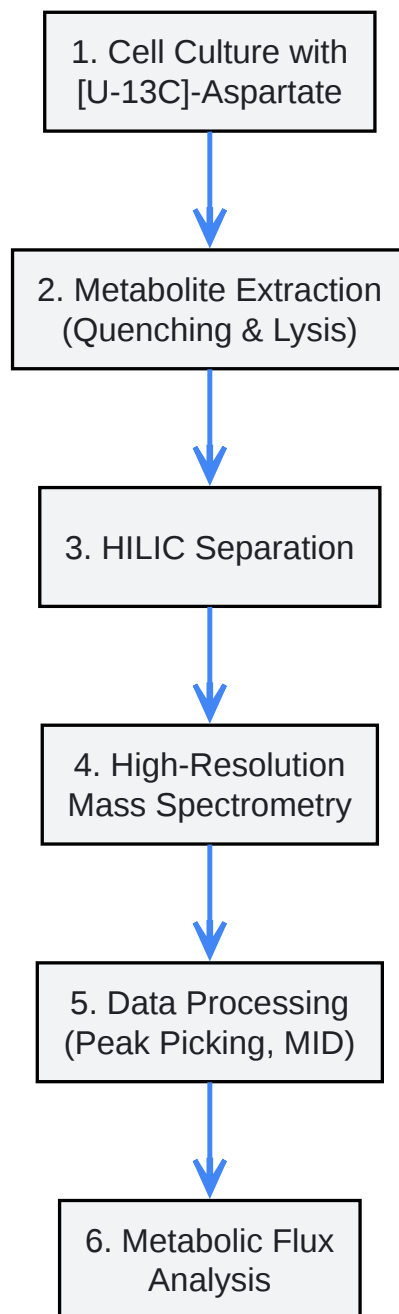 1. Cell Culture with
[U-13C]-Aspartate
2. Metabolite Extraction
(Quenching & Lysis)
3. HILIC Separation
4. High-Resolution
Mass Spectrometry
5. Data Processing
(Peak Picking, MID)
6. Metabolic Flux
Analysis